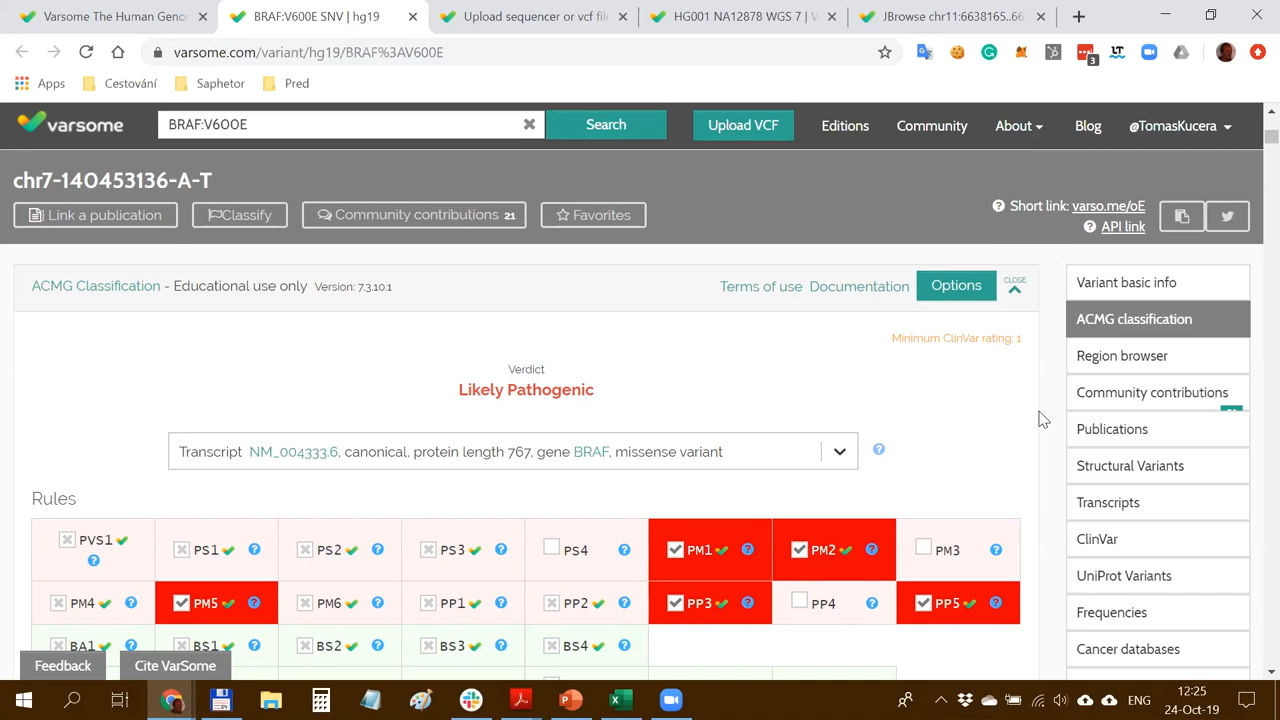 Varsome The Human Genom
BRAF:V600E SNV | hg19
Upload sequencer or vcf file
HG001 NA12878 WGS 7 | V
JBrowse chr11:6638165..66
varsome.com/variant/hg19/BRAF%3AV600E
3
Apps
Cestování
Saphetor
Pred
varsome
BRAF:V600E
Search
Upload VCF
Editions
Community
About
Blog
@TomasKucera
chr7-140453136-A-T
Link a publication
Classify
Community contributions 21
Favorites
Short link: varso.me/oE
API link
ACMG Classification - Educational use only Version: 7.3.10.1
Terms of use
Documentation
Options
CLOSE
Minimum ClinVar rating: 1
Verdict
Likely Pathogenic
Transcript NM_004333.6, canonical, protein length 767, gene BRAF, missense variant
Rules
PVS1 PS1 PS2 PS3 PS4 PM1 PM2 PM3
PM4 PM5 PM6 PP1 PP2 PP3 PP4 PP5
BA1 BS1 BS2 BS3 BS4
Feedback
Cite VarSome
Variant basic info
ACMG classification
Region browser
Community contributions
Publications
Structural Variants
Transcripts
ClinVar
UniProt Variants
Frequencies
Cancer databases
ENG
12:25
24-Oct-19